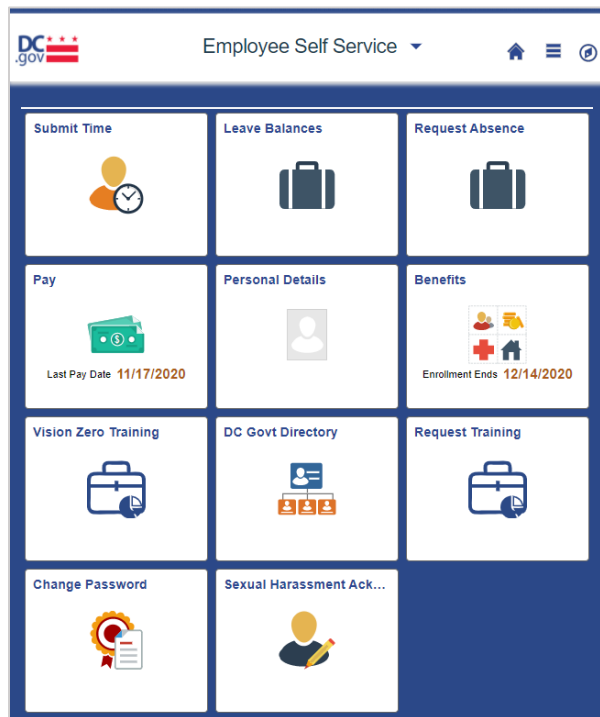 DC
.gov
Employee Self Service
Submit Time
Leave Balances
Request Absence
Pay
Last Pay Date 11/17/2020
Personal Details
Benefits
Enrollment Ends 12/14/2020
Vision Zero Training
DC Govt Directory
Request Training
Change Password
Sexual Harassment Ack...